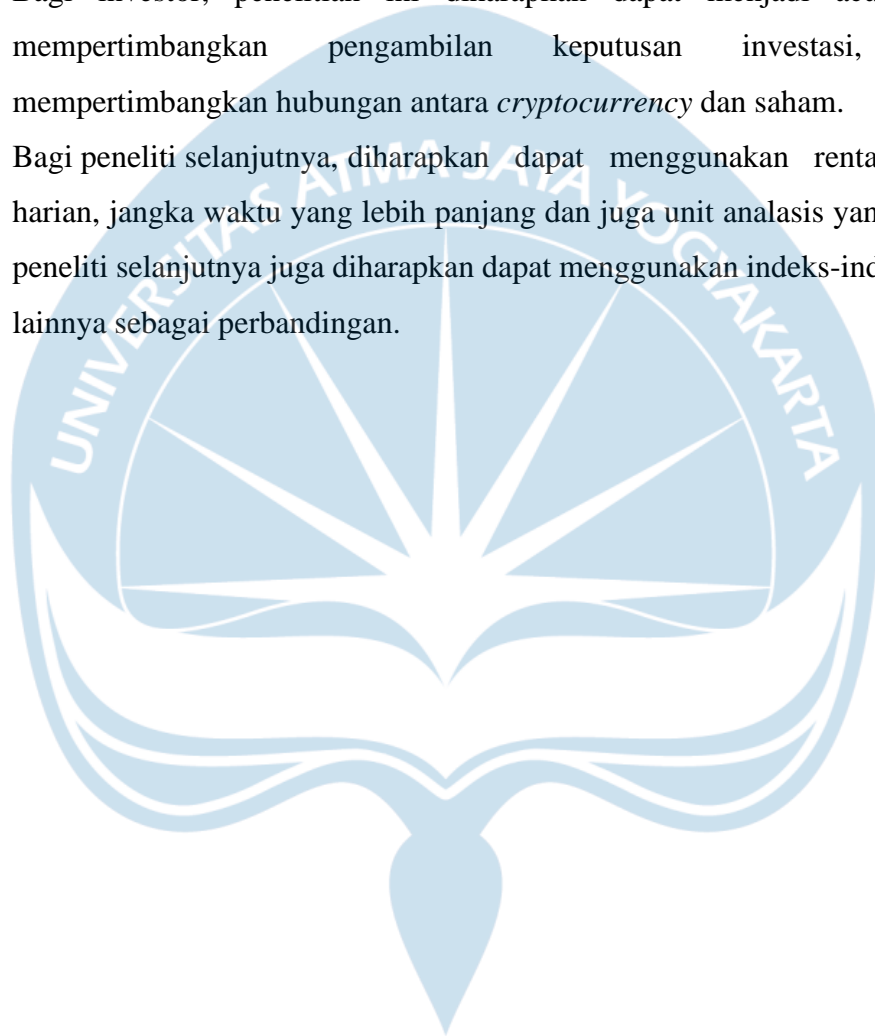 Bagi investor, penelitian ini diharapkan dapat menjadi
mempertimbangkan pengambilan keputusan investasi,
mempertimbangkan hubungan antara cryptocurrency dan saham.
Bagi peneliti selanjutnya, diharapkan dapat menggunakan renta
harian, jangka waktu yang lebih panjang dan juga unit analasis yan
peneliti selanjutnya juga diharapkan dapat menggunakan indeks-ind
lainnya sebagai perbandingan.
UNIVERSITAS ATMA JAYA YOGYAKARTA